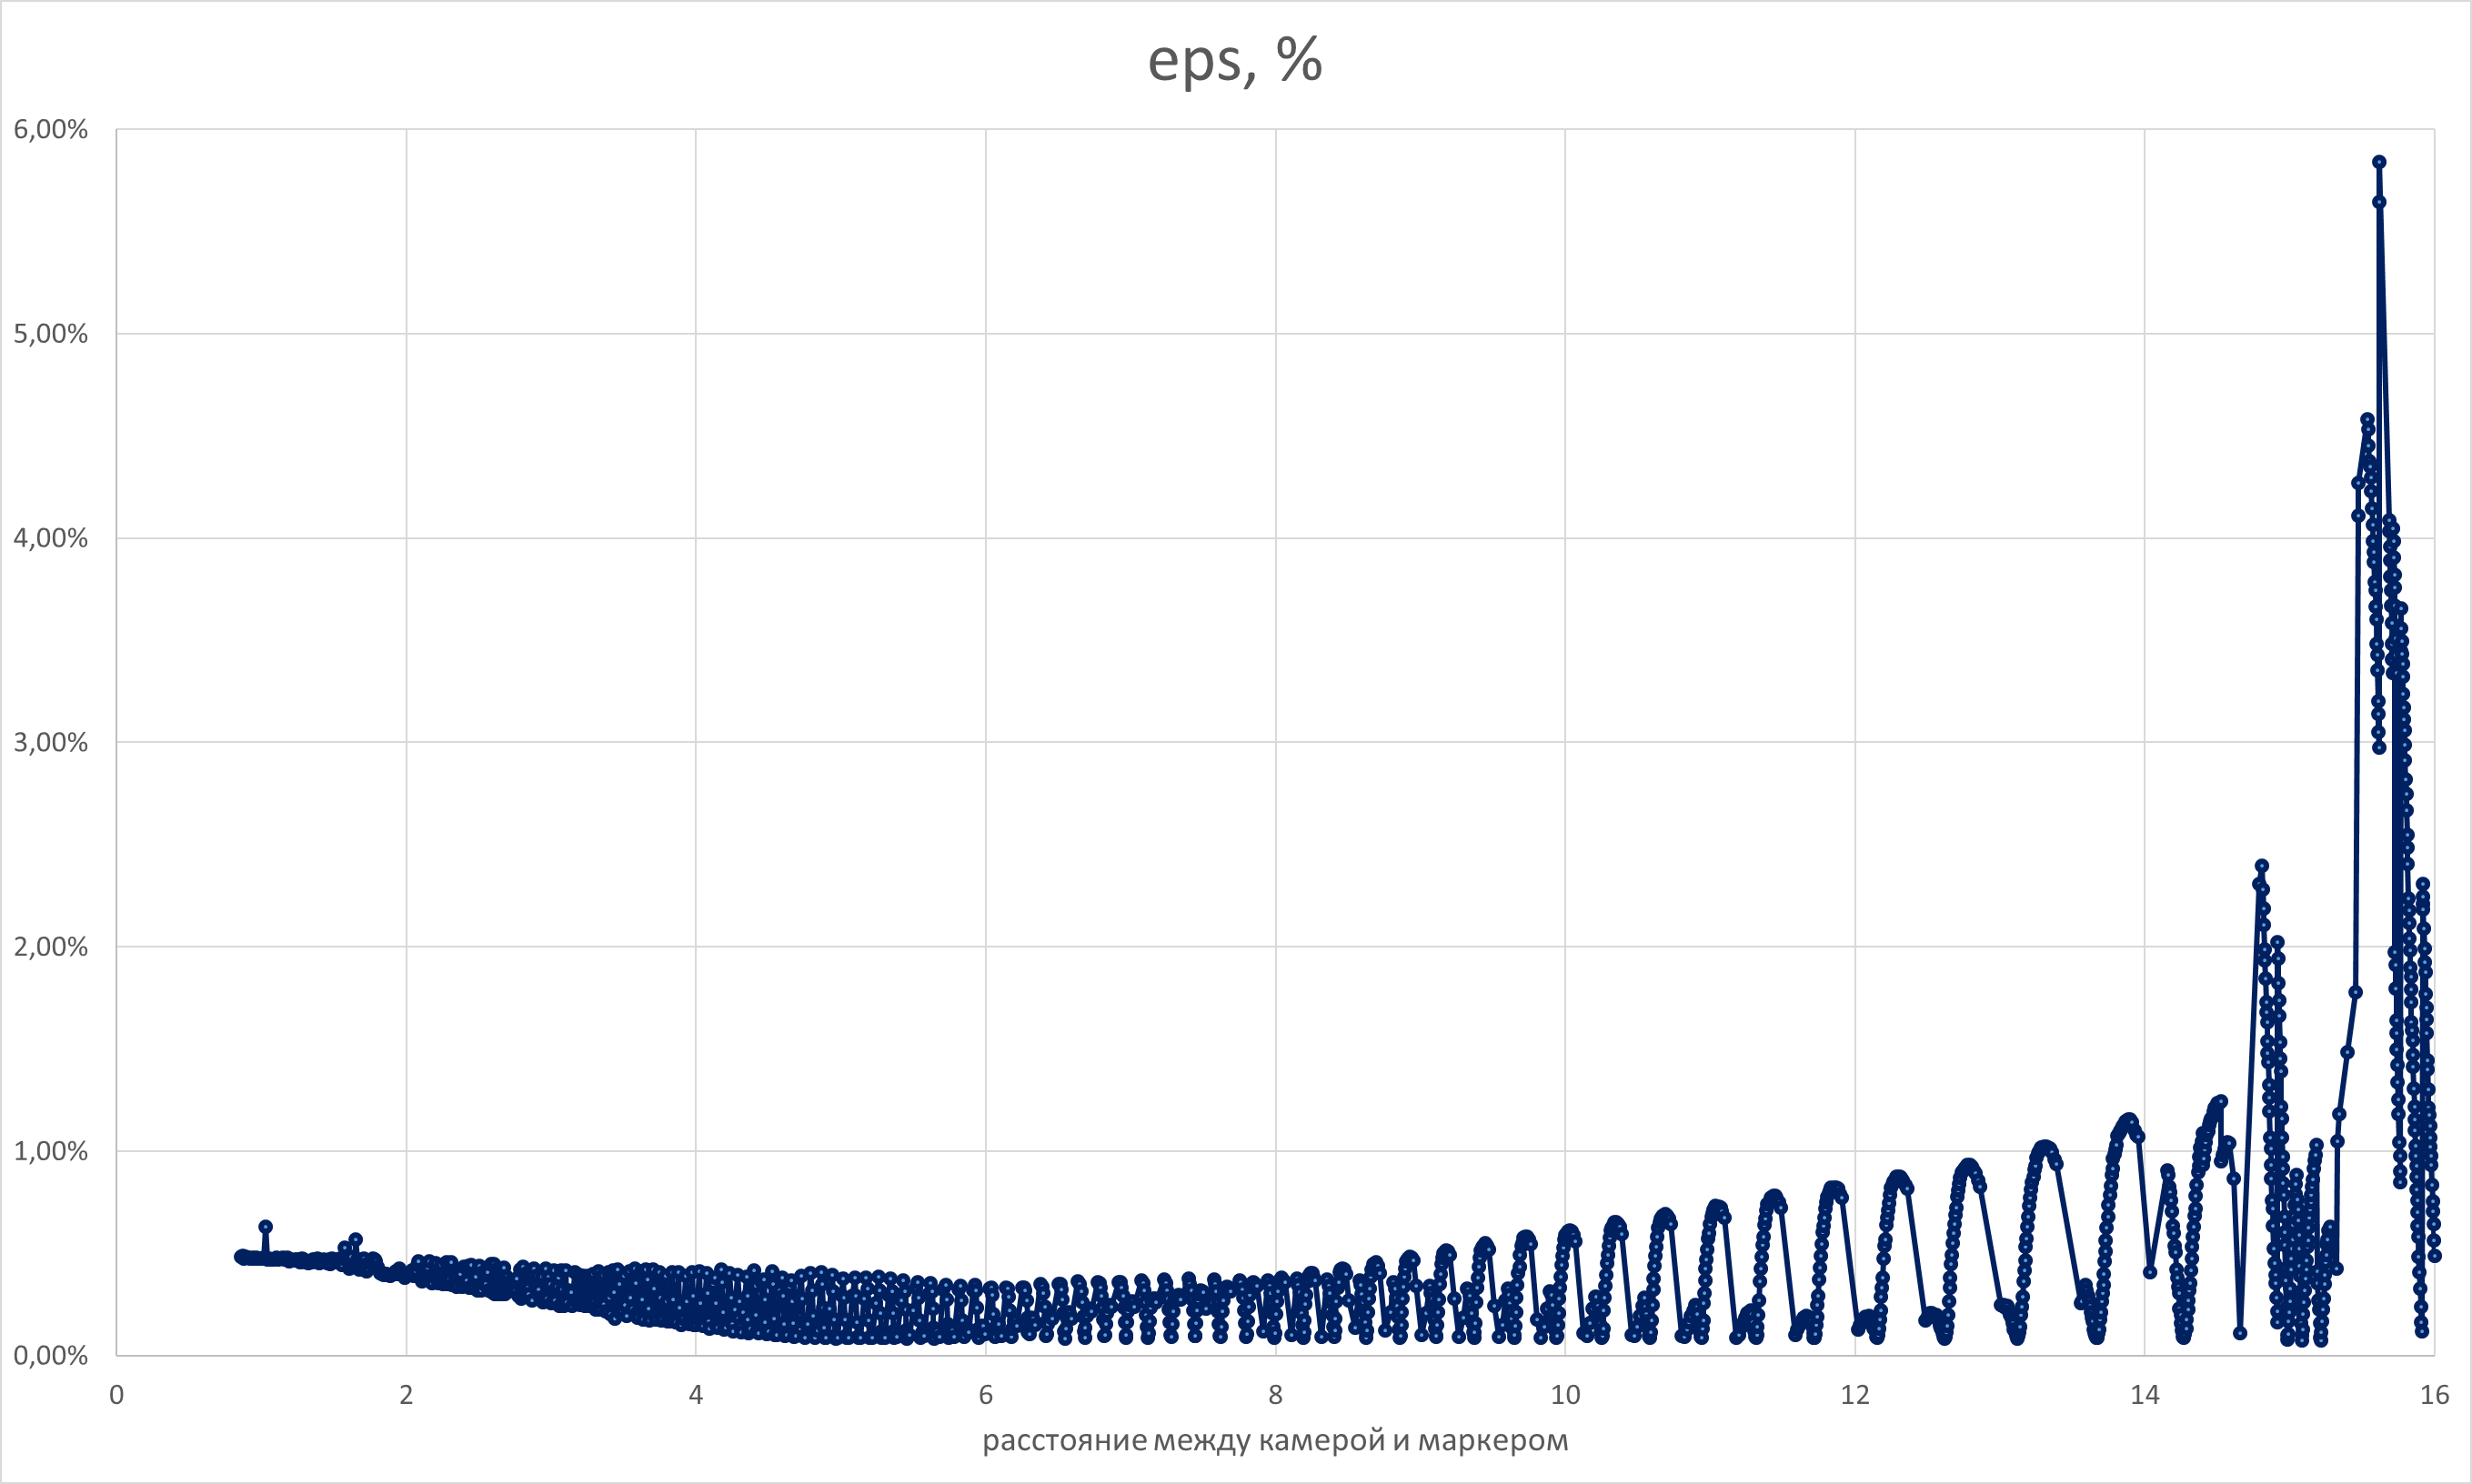 eps, %
6,00%
5,00%
4,00%
3,00%
2,00%
1,00%
0,00%
0 2 4 6 8 10 12 14 16
расстояние между камерой и маркером